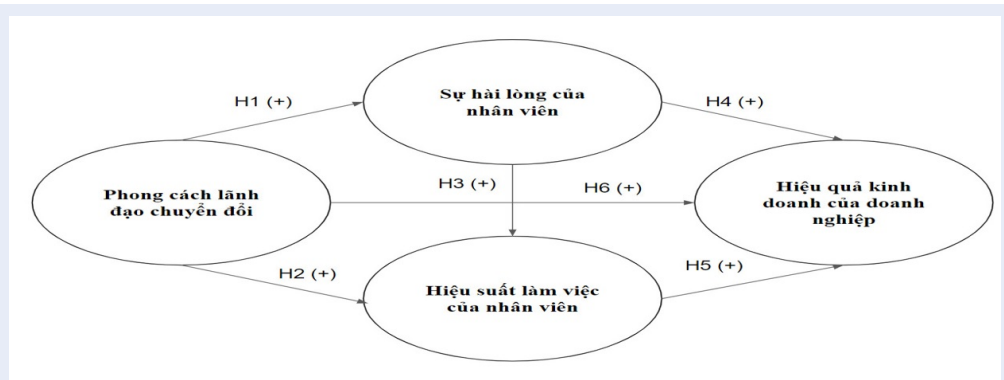 Sự hài lòng của
nhân viên
H1 (+)
H4 (+)
H3 (+)
H6 (+)
Phong cách lãnh
đạo chuyển đổi
Hiệu quả kinh
doanh của doanh
nghiệp
H2 (+)
H5 (+)
Hiệu suất làm việc
của nhân viên